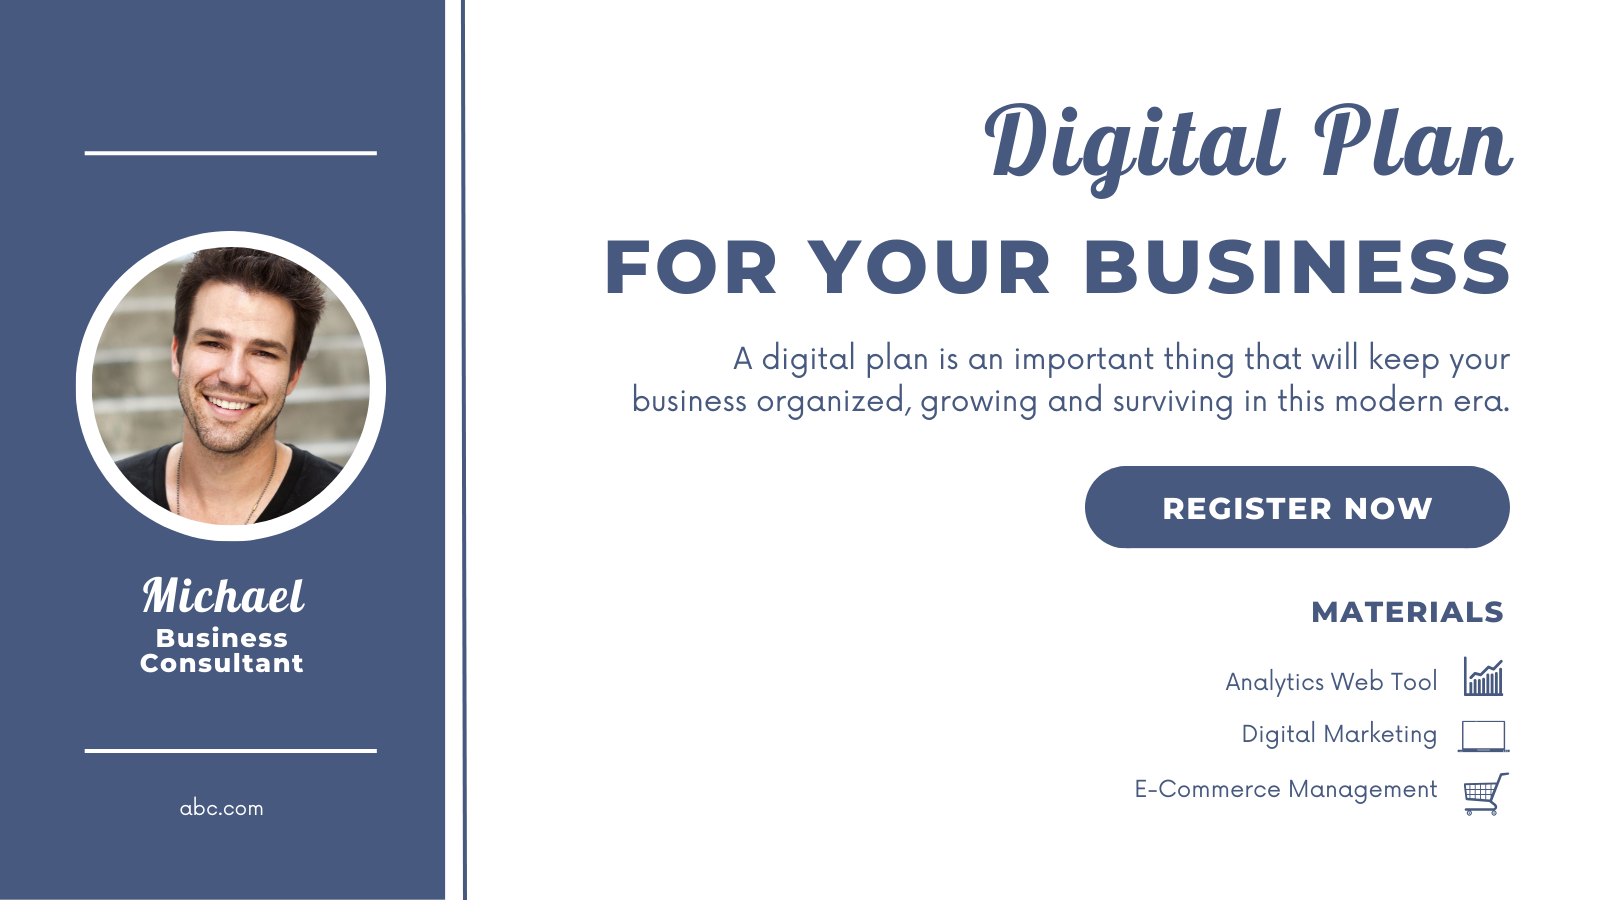 Michael
Business
Consultant
abc.com
Digital Plan
FOR YOUR BUSINESS
A digital plan is an important thing that will keep your
business organized, growing and surviving in this modern era.
REGISTER NOW
MATERIALS
Analytics Web Tool
Digital Marketing
E-Commerce Management